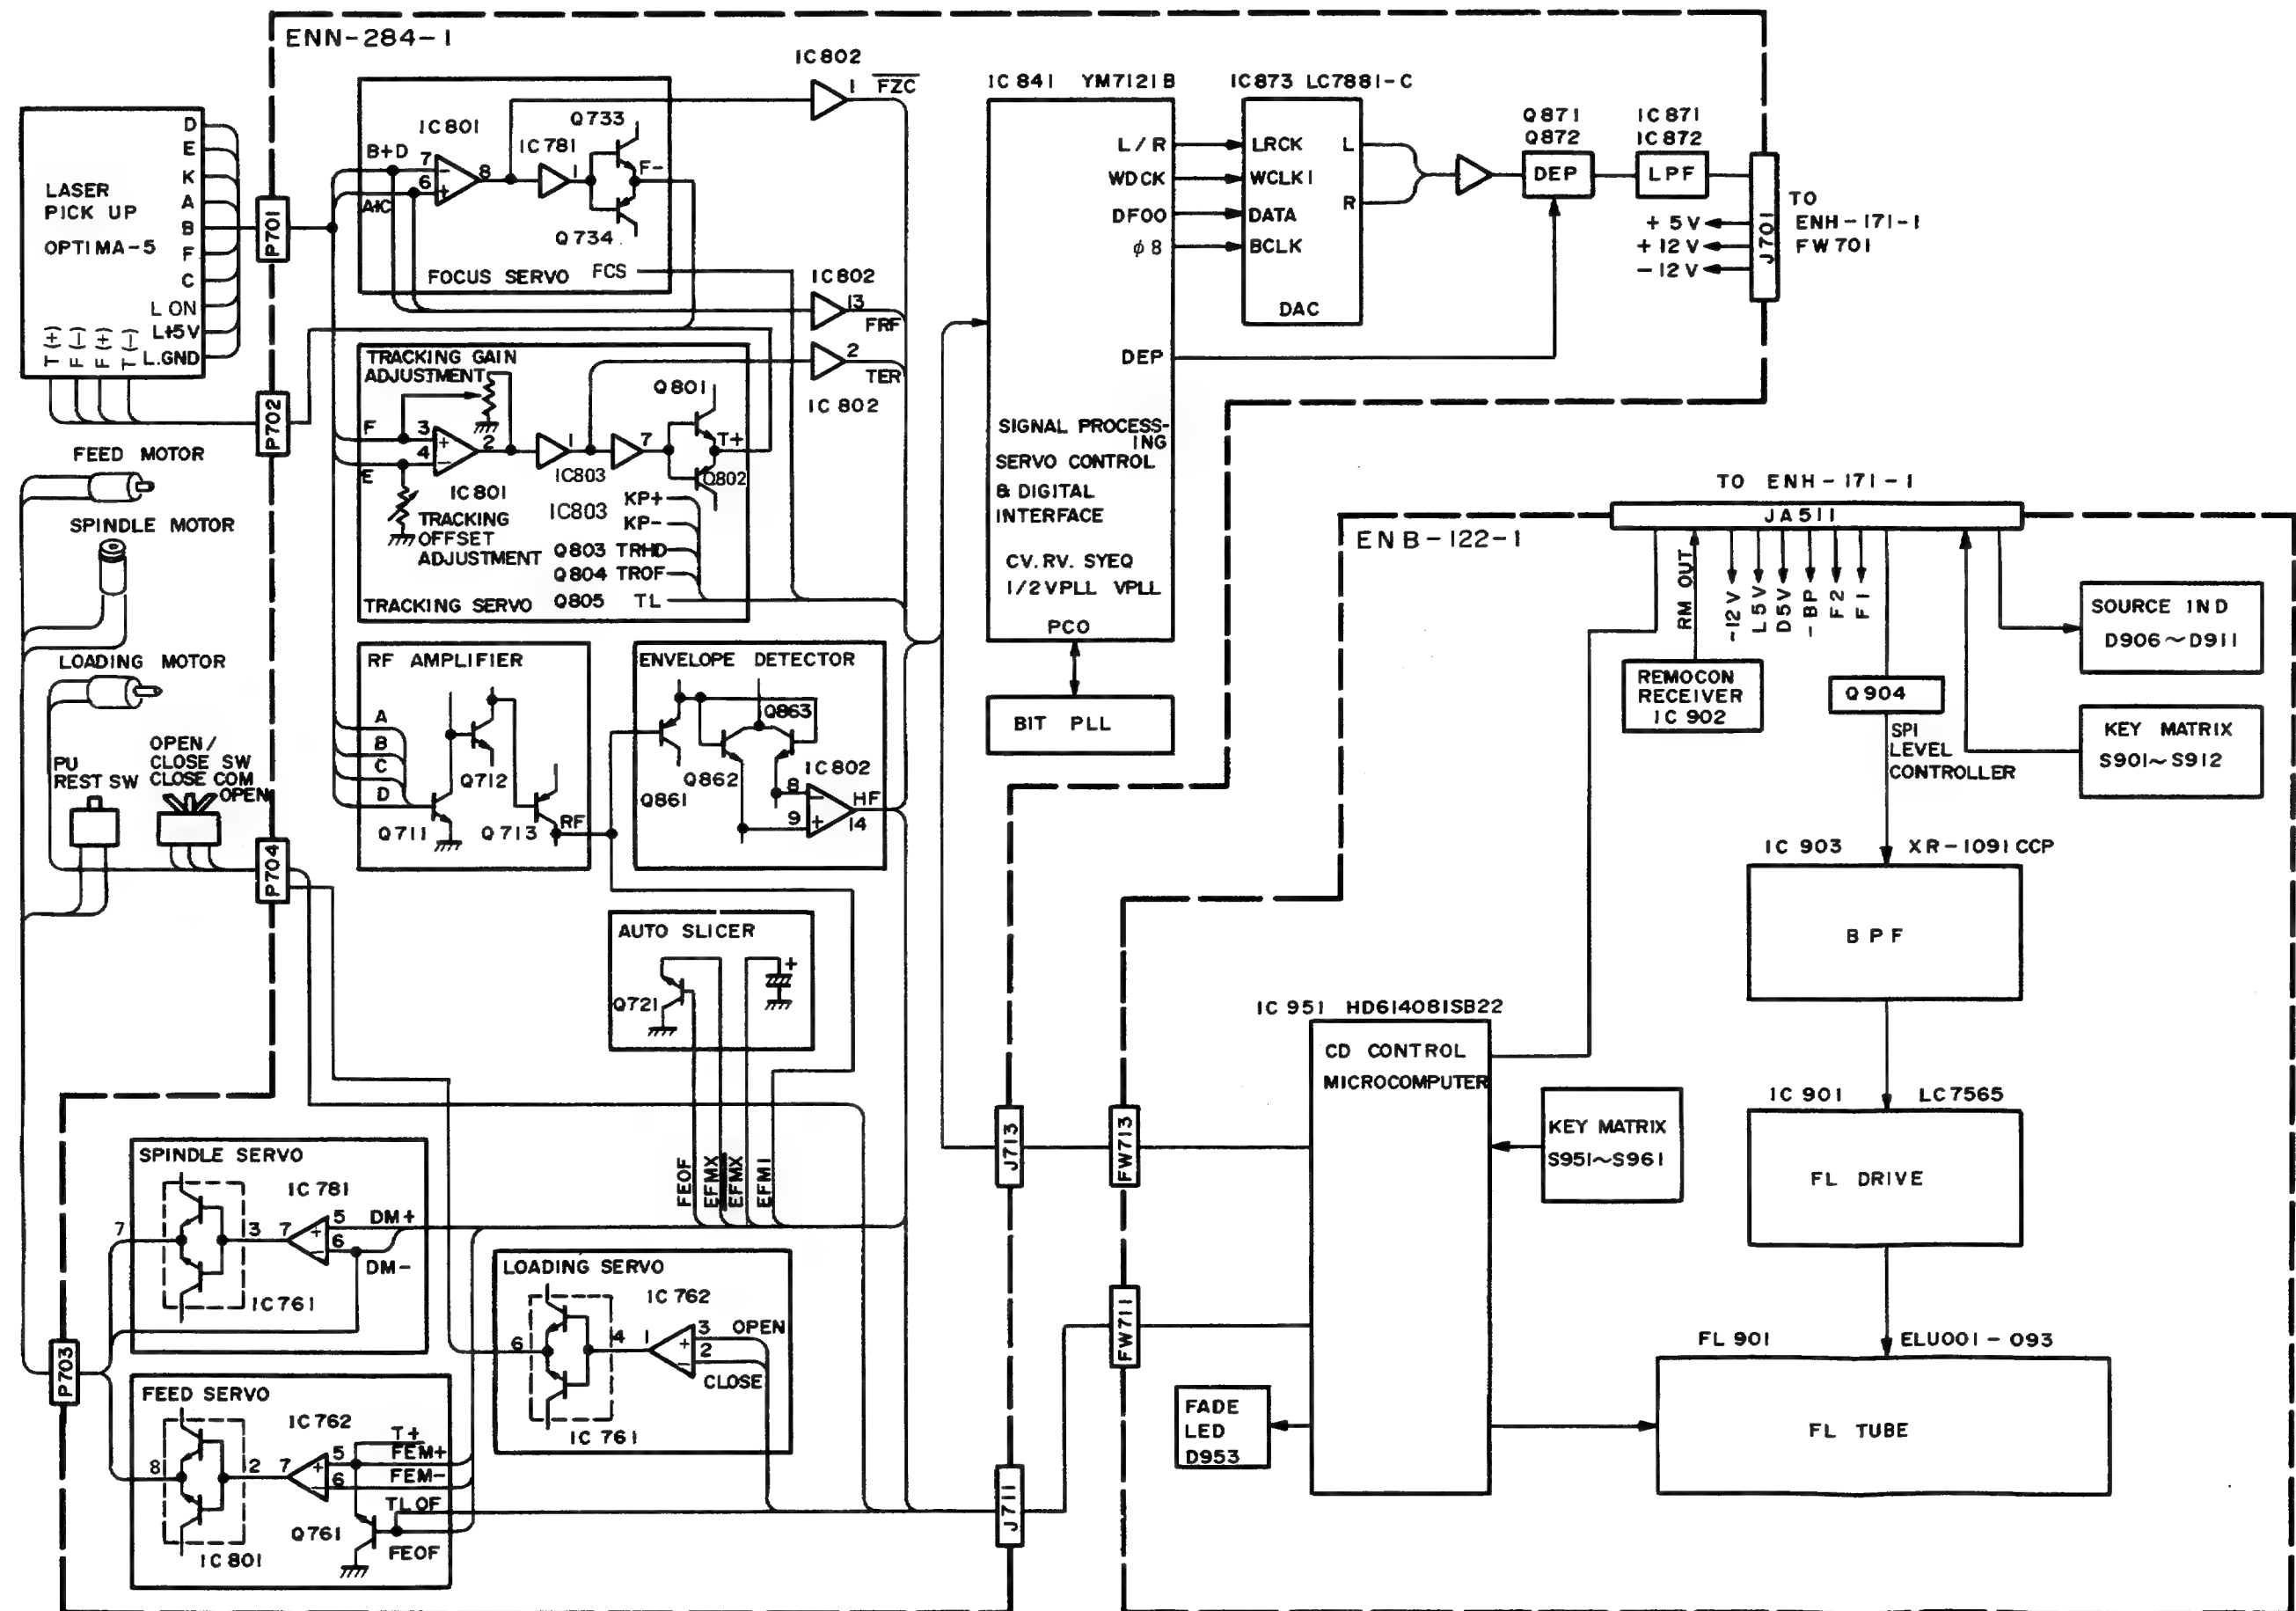 ENN-284-1
LASER
PICK UP
OPTIMA-5
D
E
K
A
B
F
C
L ON
L+5V
L.GND
T(+)
F(-)
F(+)
T(-)
P701
P702
FEED MOTOR
SPINDLE MOTOR
LOADING MOTOR
PU
REST SW
OPEN/
CLOSE SW
CLOSE COM
OPEN
P704
P703
B+D
A+C
IC801
7
6
8
IC781
1
Q733
F-
Q734
FCS
FOCUS SERVO
IC802
1
FZC
IC802
13
FRF
2
TER
IC802
TRACKING GAIN
ADJUSTMENT
F
3
4
E
2
IC801
TRACKING
OFFSET
ADJUSTMENT
1
IC803
7
IC803
Q801
T+
Q802
KP+
KP-
Q803 TRHD
Q804 TROF
Q805 TL
TRACKING SERVO
RF AMPLIFIER
A
B
C
D
Q711
Q712
Q713
RF
ENVELOPE DETECTOR
Q861
Q862
Q863
IC802
8
9
HF
14
AUTO SLICER
Q721
FEOF
EFMX
EFMX
EFMI
SPINDLE SERVO
7
IC781
3
7
5
6
DM+
DM-
IC761
FEED SERVO
8
IC762
2
7
5
6
T+
FEM+
FEM-
TLOF
Q761
FEOF
IC801
LOADING SERVO
6
IC762
4
1
3
2
OPEN
CLOSE
IC761
IC841 YM7121B
L/R
WDCK
DFOO
φ8
DEP
SIGNAL PROCESS-
ING
SERVO CONTROL
& DIGITAL
INTERFACE
CV. RV. SYEQ
1/2VPLL VPLL
PCO
BIT PLL
IC873 LC7881-C
LRCK
WCLK1
DATA
BCLK
L
R
DAC
Q871
Q872
DEP
IC871
IC872
LPF
+5V
+12V
-12V
J701
TO
ENH-171-1
FW701
J713
J711
FW713
FW711
TO ENH-171-1
JA511
ENB-122-1
RM OUT
-12V
L5V
D5V
-BP
F2
F1
REMOCON
RECEIVER
IC902
Q904
SPI
LEVEL
CONTROLLER
SOURCE IND
D906~D911
KEY MATRIX
S901~S912
IC903 XR-1091CCP
BPF
IC901 LC7565
FL DRIVE
FL901 ELU001-093
FL TUBE
IC951 HD614081SB22
CD CONTROL
MICROCOMPUTER
KEY MATRIX
S951~S961
FADE
LED
D953